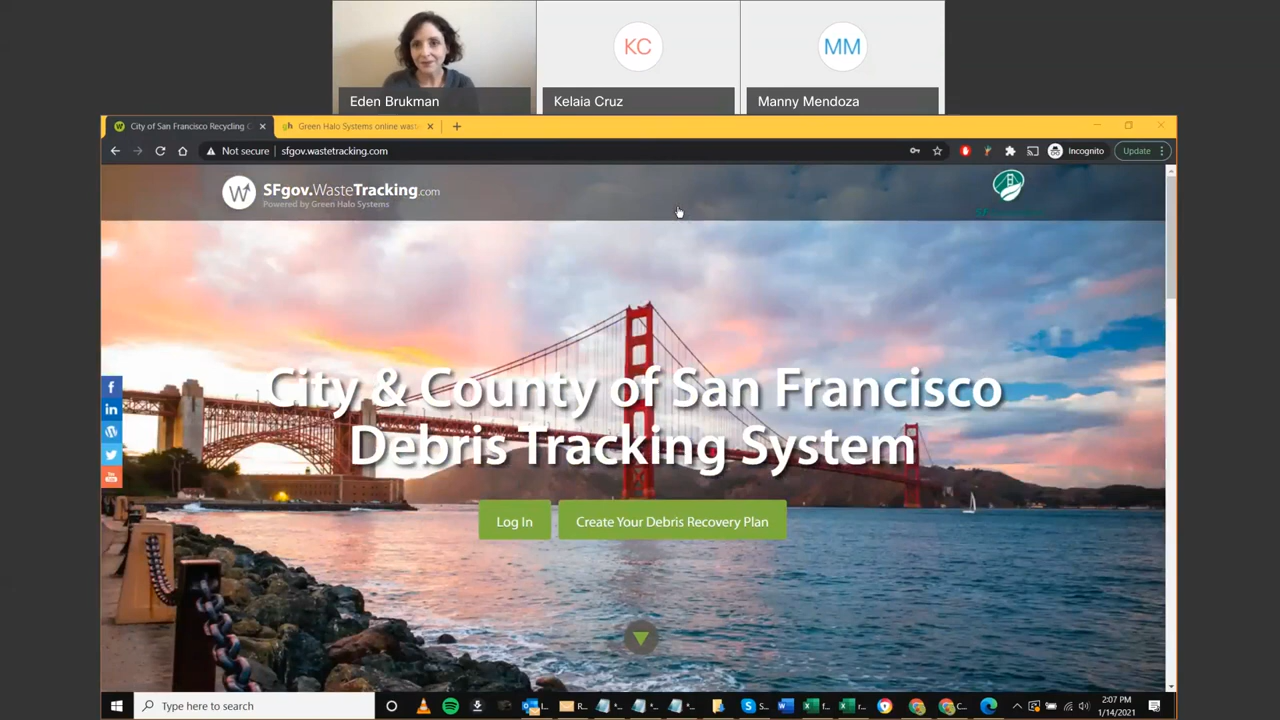 KC
MM
Eden Brukman
Kelaia Cruz
Manny Mendoza
City of San Francisco Recycling
Green Halo Systems online wast
Not secure
sfgov.wastetracking.com
Incognito
Update
W
SFgov.WasteTracking.com
Powered by Green Halo Systems
City & County of San Francisco
Debris Tracking System
Log In
Create Your Debris Recovery Plan
Type here to search
2:07 PM
1/14/2021